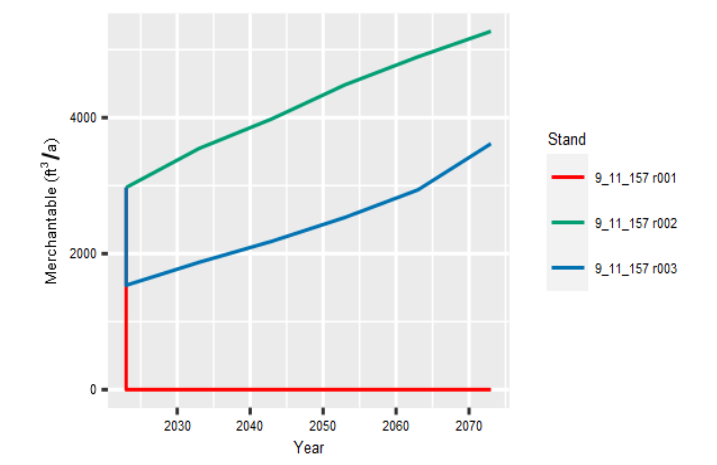 4000
2000
0
Merchantable (ft³/a)
2030 2040 2050 2060 2070
Year
Stand
9_11_157 r001
9_11_157 r002
9_11_157 r003